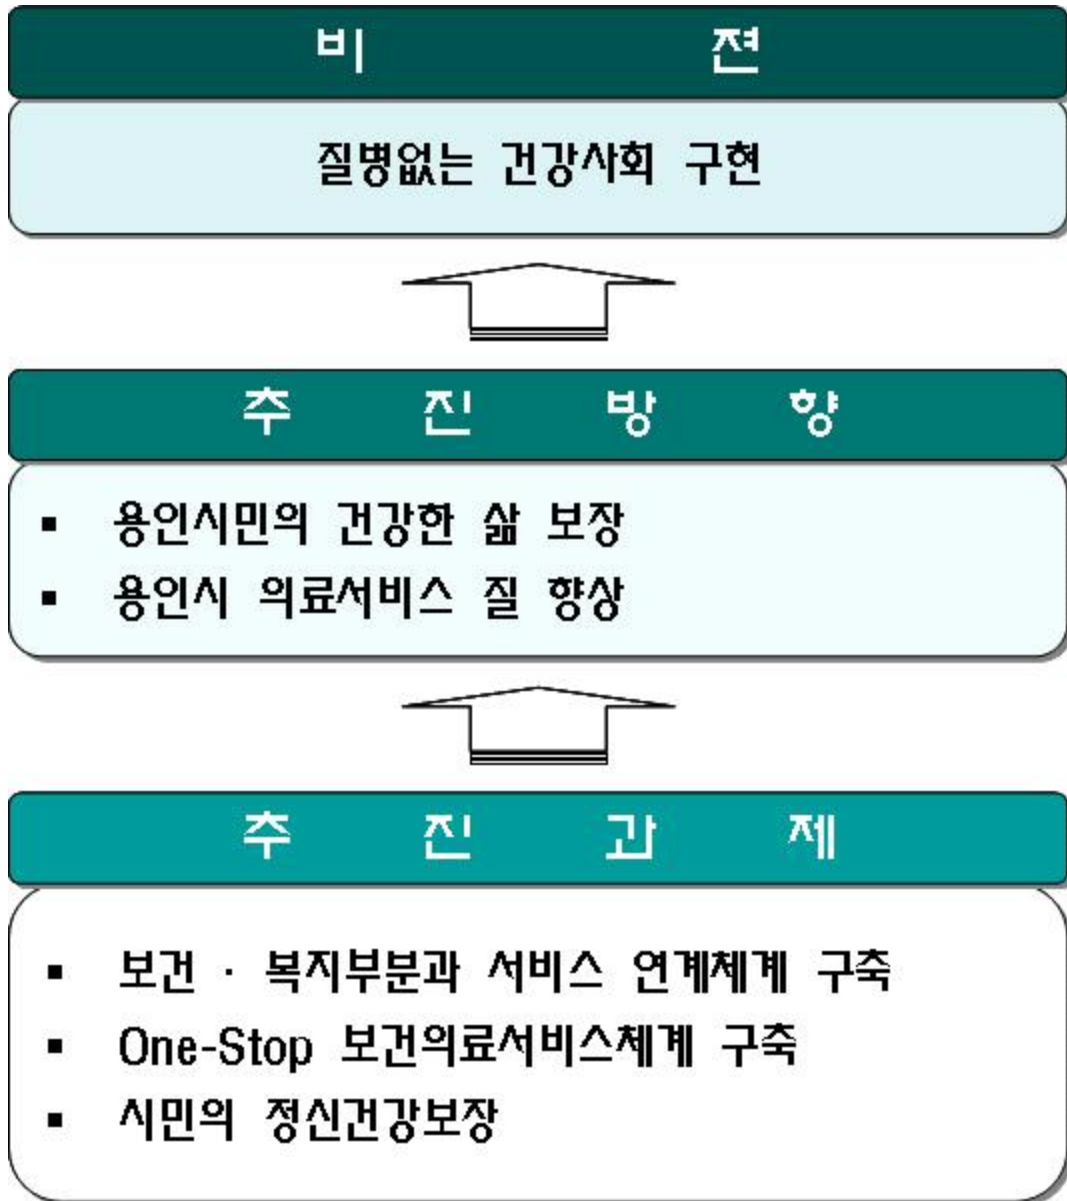 비 젼
질병없는 건강사회 구현
추 진 방 향
▪ 용인시민의 건강한 삶 보장
▪ 용인시 의료서비스 질 향상
추 진 과 제
▪ 보건 · 복지부분과 서비스 연계체계 구축
▪ One-Stop 보건의료서비스체계 구축
▪ 시민의 정신건강보장